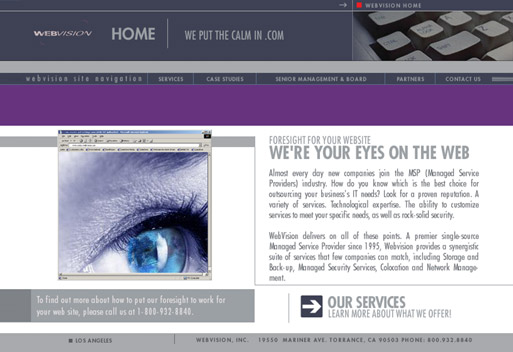 WEBVISION HOME
WEBVISION HOME WE PUT THE CALM IN .COM
webvision site navigation SERVICES CASE STUDIES SENIOR MANAGEMENT & BOARD PARTNERS CONTACT US
FORESIGHT FOR YOUR WEBSITE
WE'RE YOUR EYES ON THE WEB
Almost every day new companies join the MSP (Managed Service
Providers) industry. How do you know which is the best choice for
outsourcing your business's IT needs? Look for a proven reputation. A
variety of services. Technological expertise. The ability to customize
services to meet your specific needs, as well as rock-solid security.
WebVision delivers on all of these points. A premier single-source
Managed Service Provider since 1995, Webvision provides a synergistic
suite of services that few companies can match, including Storage and
Back-up, Managed Security Services, Colocation and Network Manage-
ment.
To find out more about how to put our foresight to work for
your web site, please call us at 1-800-932-8840.
OUR SERVICES
LEARN MORE ABOUT WHAT WE OFFER!
LOS ANGELES WEBVISION, INC. 19550 MARINER AVE, TORRANCE, CA 90503 PHONE: 800.932.8840